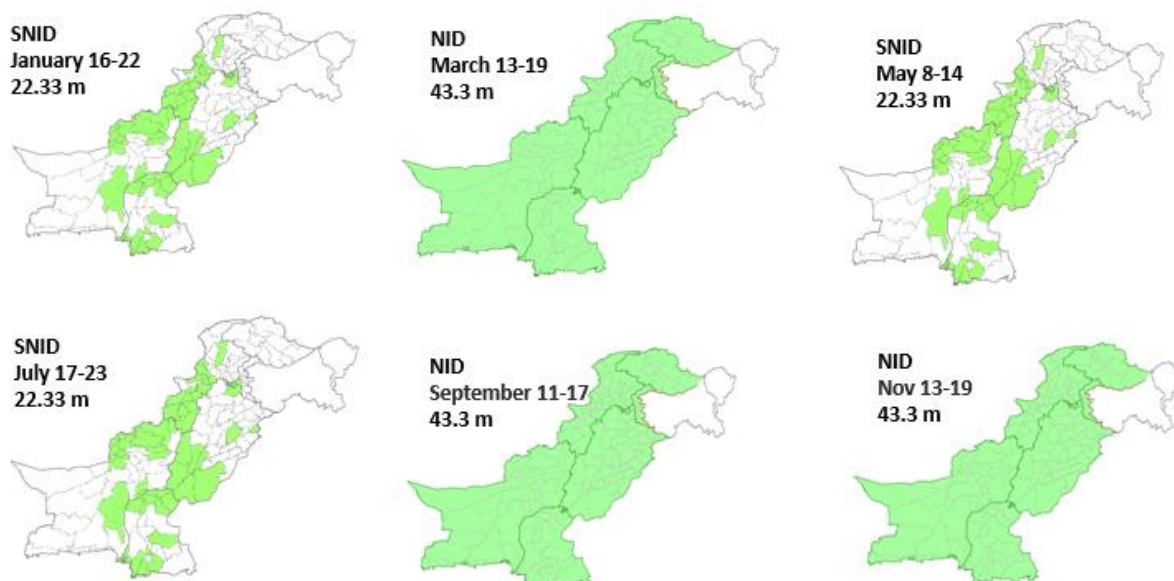 SNID
January 16-22
22.33 m
NID
March 13-19
43.3 m
SNID
May 8-14
22.33 m
SNID
July 17-23
22.33 m
NID
September 11-17
43.3 m
NID
Nov 13-19
43.3 m